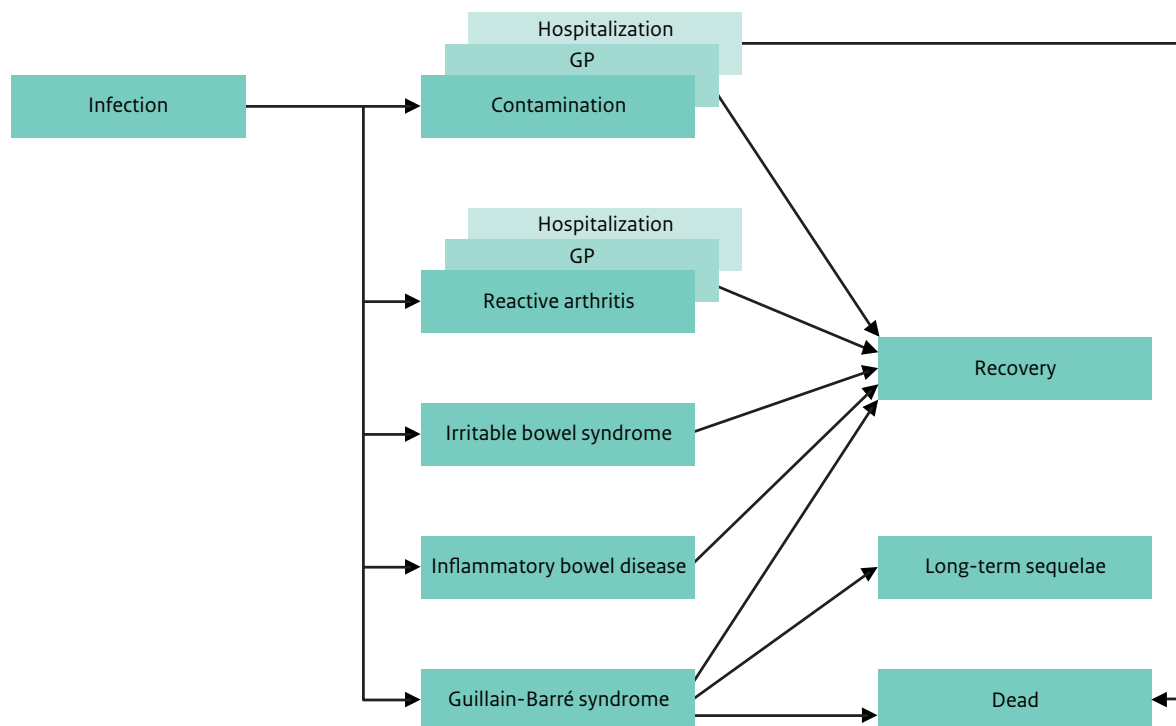 Hospitalization
GP
Infection
Contamination
Hospitalization
GP
Reactive arthritis
Recovery
Irritable bowel syndrome
Inflammatory bowel disease
Long-term sequelae
Guillain-Barré syndrome
Dead